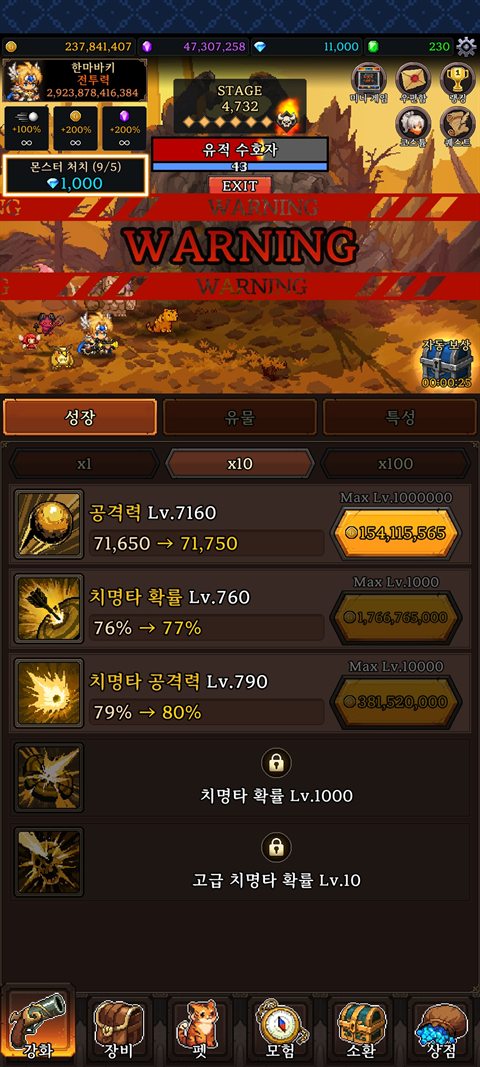 237,841,407
47,307,258
11,000
230
한마바키
전투력
2,923,878,416,384
+100%
+200%
+200%
∞
∞
∞
몬스터 처치 (9/5)
1,000
STAGE
4,732
유적 수호자
43
EXIT
미니게임
우편함
랭킹
코스튬
퀘스트
WARNING
WARNING
WARNING
자동 보상
00:00:25
성장
유물
특성
x1
x10
x100
공격력 Lv.7160
71,650 → 71,750
Max Lv.1000000
154,115,565
치명타 확률 Lv.760
76% → 77%
Max Lv.1000
1,766,765,000
치명타 공격력 Lv.790
79% → 80%
Max Lv.10000
381,520,000
치명타 확률 Lv.1000
고급 치명타 확률 Lv.10
강화
장비
펫
모험
소환
상점